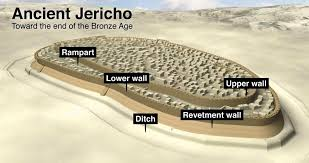 Ancient Jericho
Toward the end of the Bronze Age
Rampart
Lower wall
Upper wall
Revetment wall
Ditch